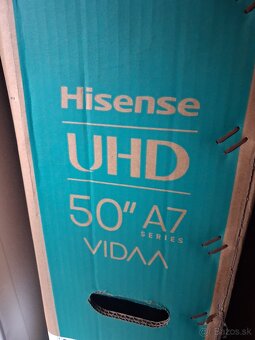 Hisense
UHD
50" A7
SERIES
VIDAA
Bazos.sk